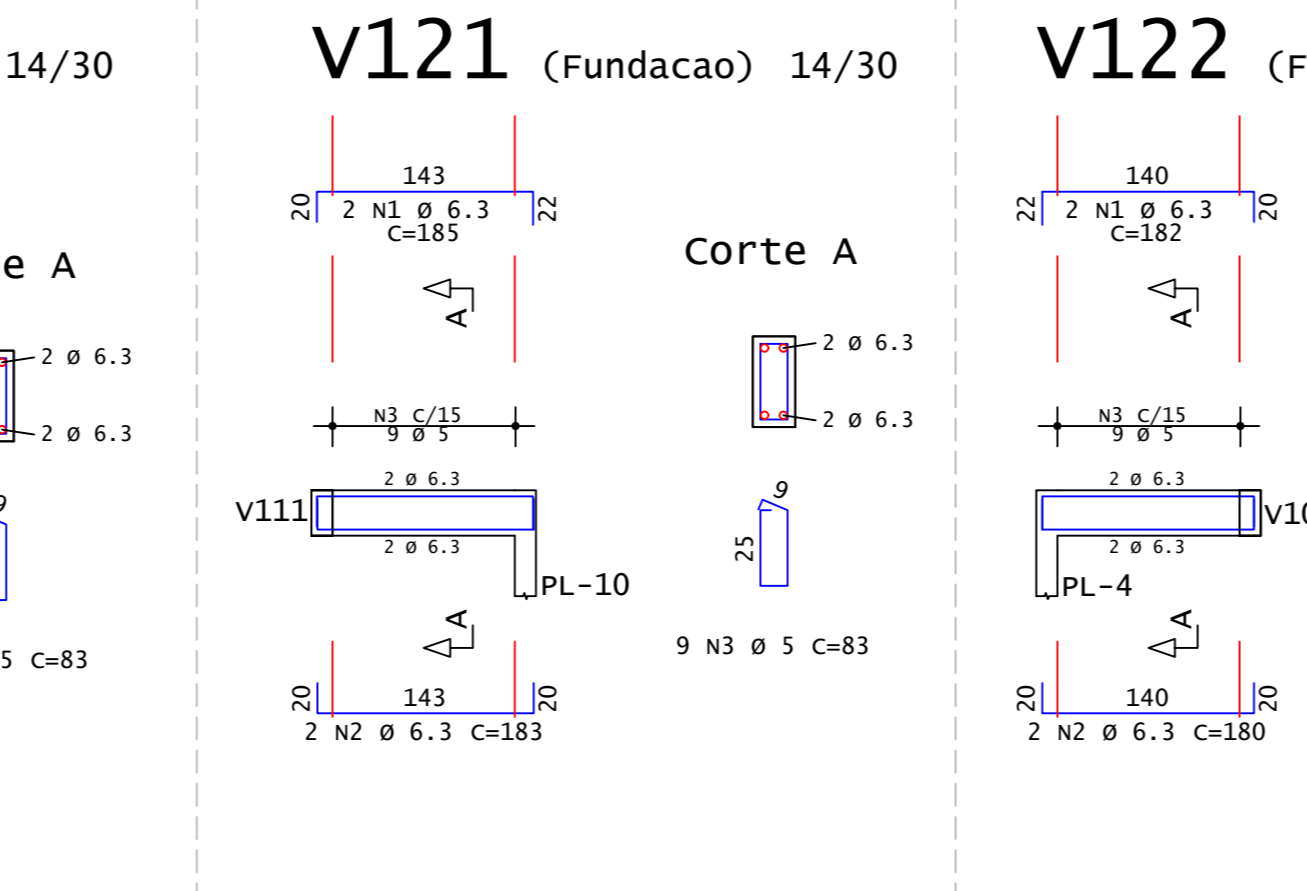 14/30
e A
2 Ø 6.3
2 Ø 6.3
9
5 C=83
V121 (Fundacao) 14/30
143
20
22
2 N1 Ø 6.3
C=185
A
Corte A
2 Ø 6.3
2 Ø 6.3
N3 C/15
9 Ø 5
2 Ø 6.3
V111
2 Ø 6.3
PL-10
9
25
A
9 N3 Ø 5 C=83
20
143
20
2 N2 Ø 6.3 C=183
V122 (F
140
22
20
2 N1 Ø 6.3
C=182
A
N3 C/15
9 Ø 5
2 Ø 6.3
V10
2 Ø 6.3
PL-4
A
20
140
20
2 N2 Ø 6.3 C=180